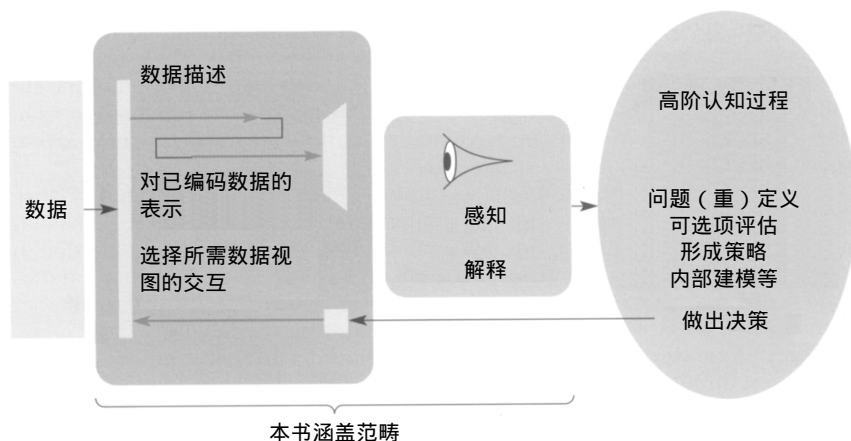 数据
数据描述
对已编码数据的
表示
选择所需数据视
图的交互
感知
解释
高阶认知过程
问题（重）定义
可选项评估
形成策略
内部建模等
做出决策
本书涵盖范畴